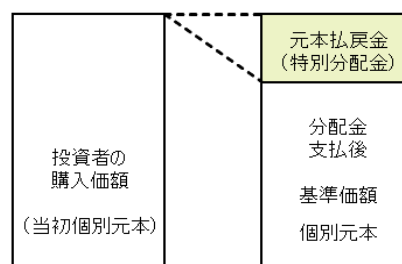 投資者の
購入価額
(当初個別元本)
元本払戻金
(特別分配金)
分配金
支払後
基準価額
個別元本